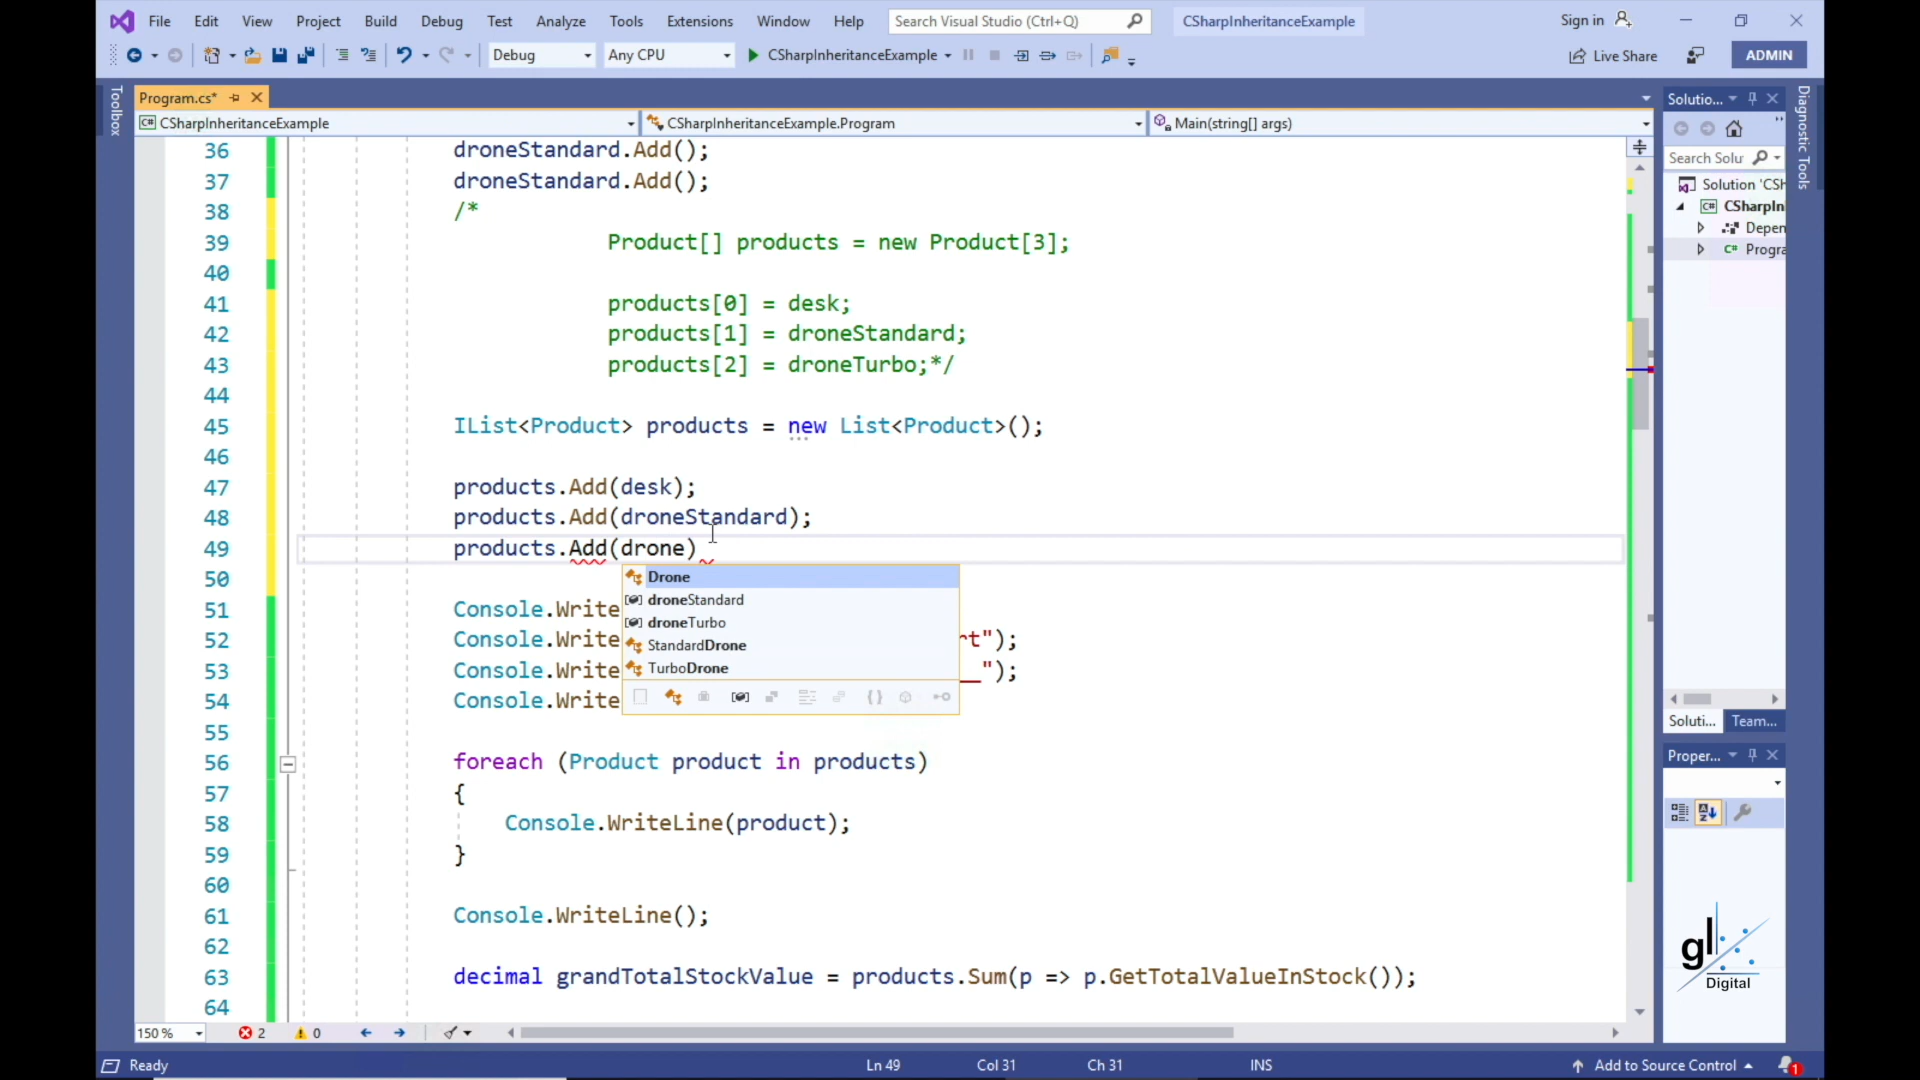 File Edit View Project Build Debug Test Analyze Tools Extensions Window Help Search Visual Studio (Ctrl+Q) CSharpInheritanceExample Sign in
Debug Any CPU CSharpInheritanceExample Live Share ADMIN
Toolbox
Program.cs*
CSharpInheritanceExample CSharpInheritanceExample.Program Main(string[] args)
36 droneStandard.Add();
37 droneStandard.Add();
38 /*
39 Product[] products = new Product[3];
40
41 products[0] = desk;
42 products[1] = droneStandard;
43 products[2] = droneTurbo;*/
44
45 IList<Product> products = new List<Product>();
46
47 products.Add(desk);
48 products.Add(droneStandard);
49 products.Add(drone)
Drone
droneStandard
droneTurbo
StandardDrone
TurboDrone
50
51 Console.Write
52 Console.Write rt");
53 Console.Write __");
54 Console.Write
55
56 foreach (Product product in products)
57 {
58 Console.WriteLine(product);
59 }
60
61 Console.WriteLine();
62
63 decimal grandTotalStockValue = products.Sum(p => p.GetTotalValueInStock());
64
150 % 2 0
Solutio...
Search Solu
Solution 'CSh
C# CSharpIn
Depen
C# Progra
Soluti... Team...
Proper...
Diagnostic Tools
gl
Digital
Ready Ln 49 Col 31 Ch 31 INS Add to Source Control 1